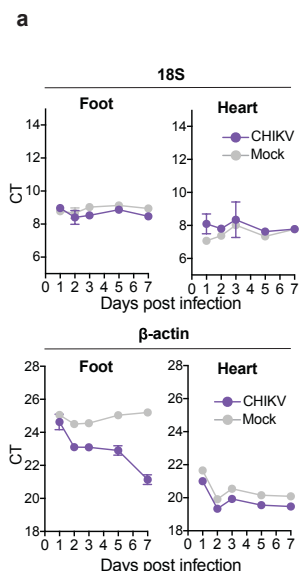 a
18S
Foot
Heart
CHIKV
Mock
CT
14
12
10
8
6
14
12
10
8
6
0 1 2 3 4 5 6 7
0 1 2 3 4 5 6 7
Days post infection
β-actin
Foot
Heart
CHIKV
Mock
CT
28
26
24
22
20
18
28
26
24
22
20
18
0 1 2 3 4 5 6 7
0 1 2 3 4 5 6 7
Days post infection